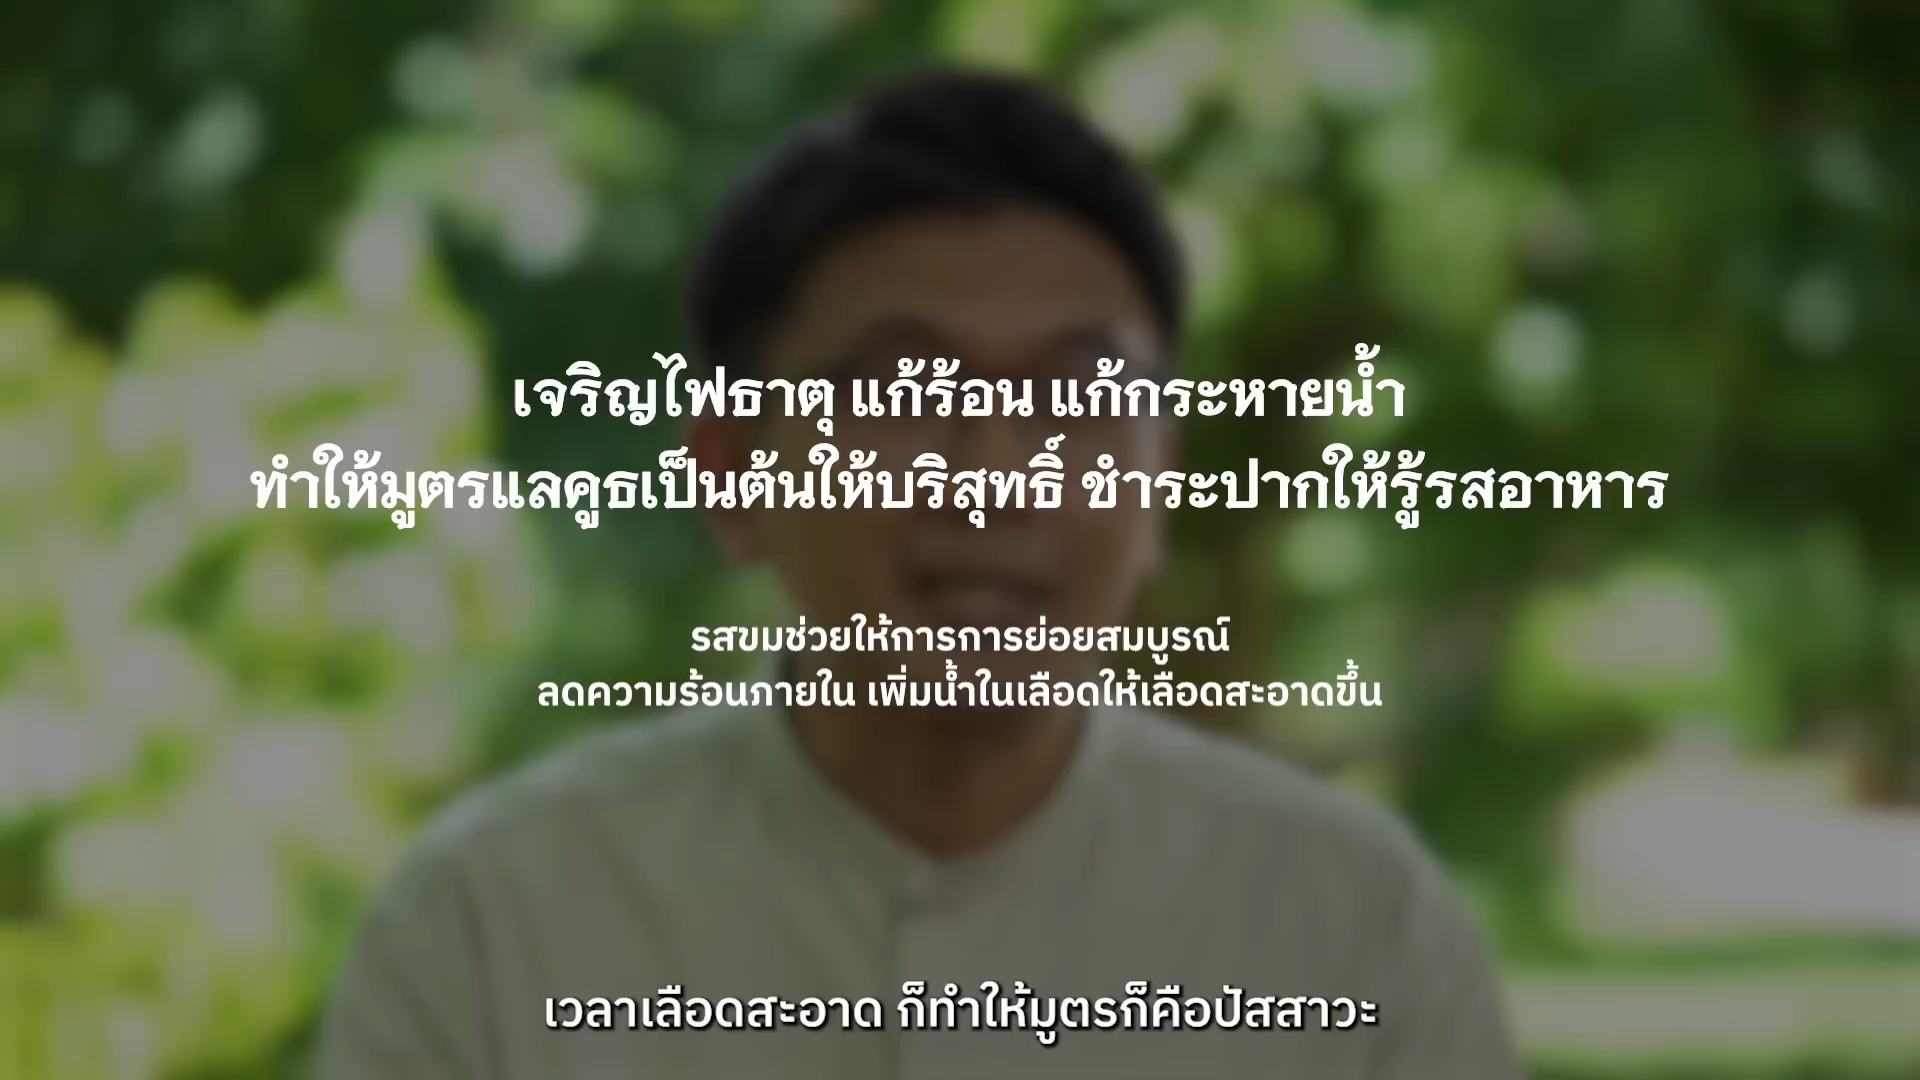 เจริญไฟธาตุ แก้ร้อน แก้กระหายน้ำ
ทำให้มูตรแลคูธเป็นต้นให้บริสุทธิ์ ชำระปากให้รู้รสอาหาร
รสขมช่วยให้การการย่อยสมบูรณ์
ลดความร้อนภายใน เพิ่มน้ำในเลือดให้เลือดสะอาดขึ้น
เวลาเลือดสะอาด ก็ทำให้มูตรก็คือปัสสาวะ